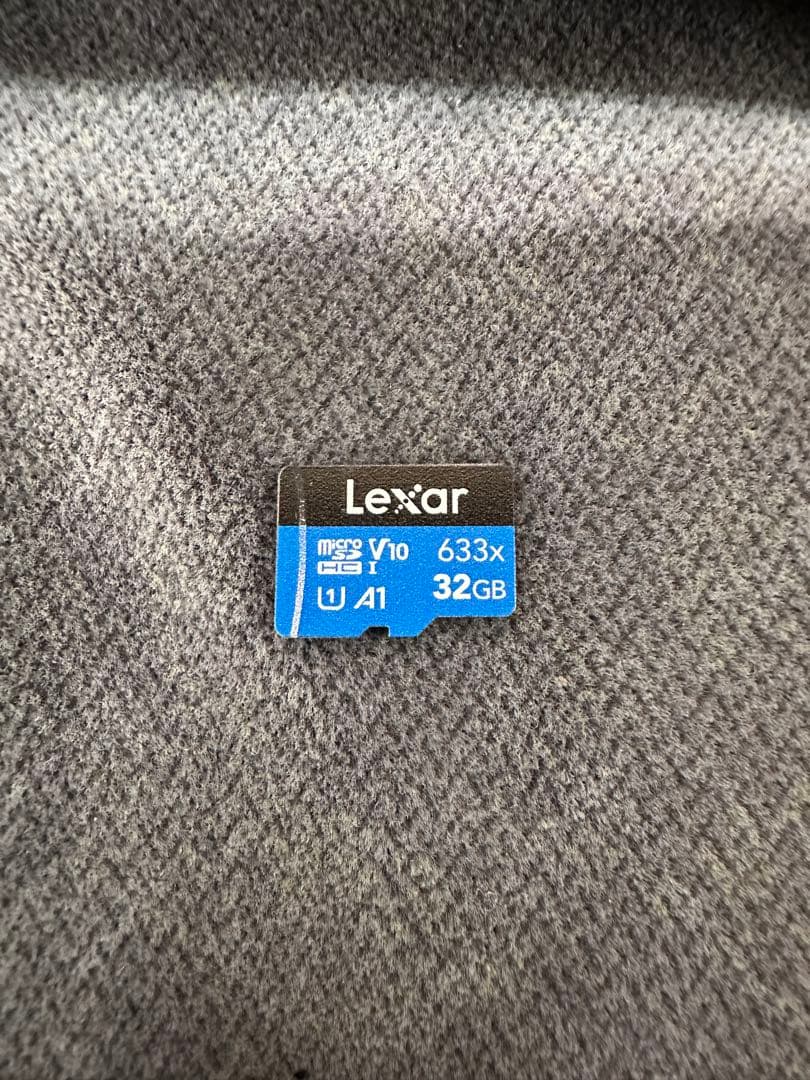 Lexar
micro SD HC I V10 633x
U1 A1 32GB